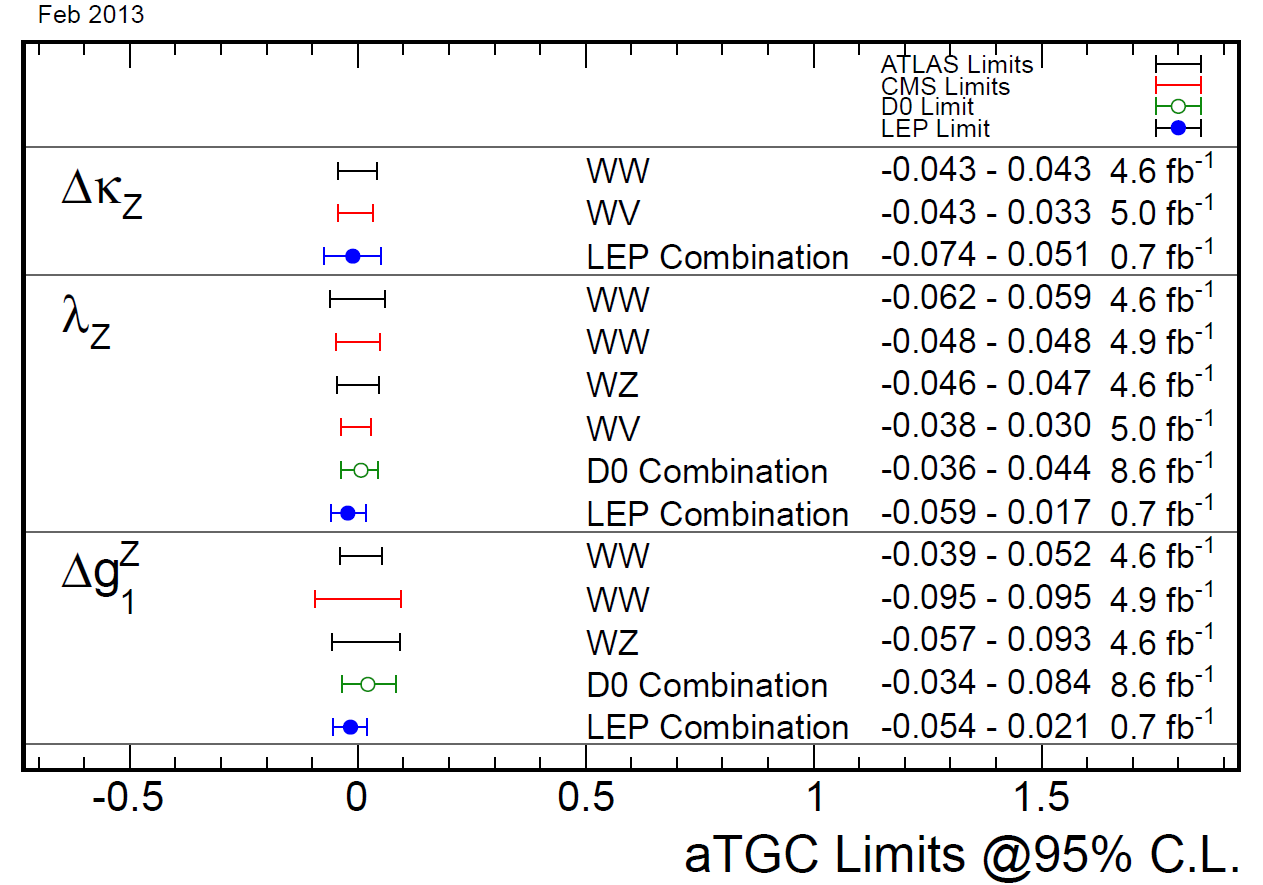 Feb 2013
ATLAS Limits
CMS Limits
D0 Limit
LEP Limit
Δκ_Z
WW -0.043 - 0.043 4.6 fb⁻¹
WV -0.043 - 0.033 5.0 fb⁻¹
LEP Combination -0.074 - 0.051 0.7 fb⁻¹
λ_Z
WW -0.062 - 0.059 4.6 fb⁻¹
WW -0.048 - 0.048 4.9 fb⁻¹
WZ -0.046 - 0.047 4.6 fb⁻¹
WV -0.038 - 0.030 5.0 fb⁻¹
D0 Combination -0.036 - 0.044 8.6 fb⁻¹
LEP Combination -0.059 - 0.017 0.7 fb⁻¹
Δg₁^Z
WW -0.039 - 0.052 4.6 fb⁻¹
WW -0.095 - 0.095 4.9 fb⁻¹
WZ -0.057 - 0.093 4.6 fb⁻¹
D0 Combination -0.034 - 0.084 8.6 fb⁻¹
LEP Combination -0.054 - 0.021 0.7 fb⁻¹
-0.5 0 0.5 1 1.5
aTGC Limits @95% C.L.